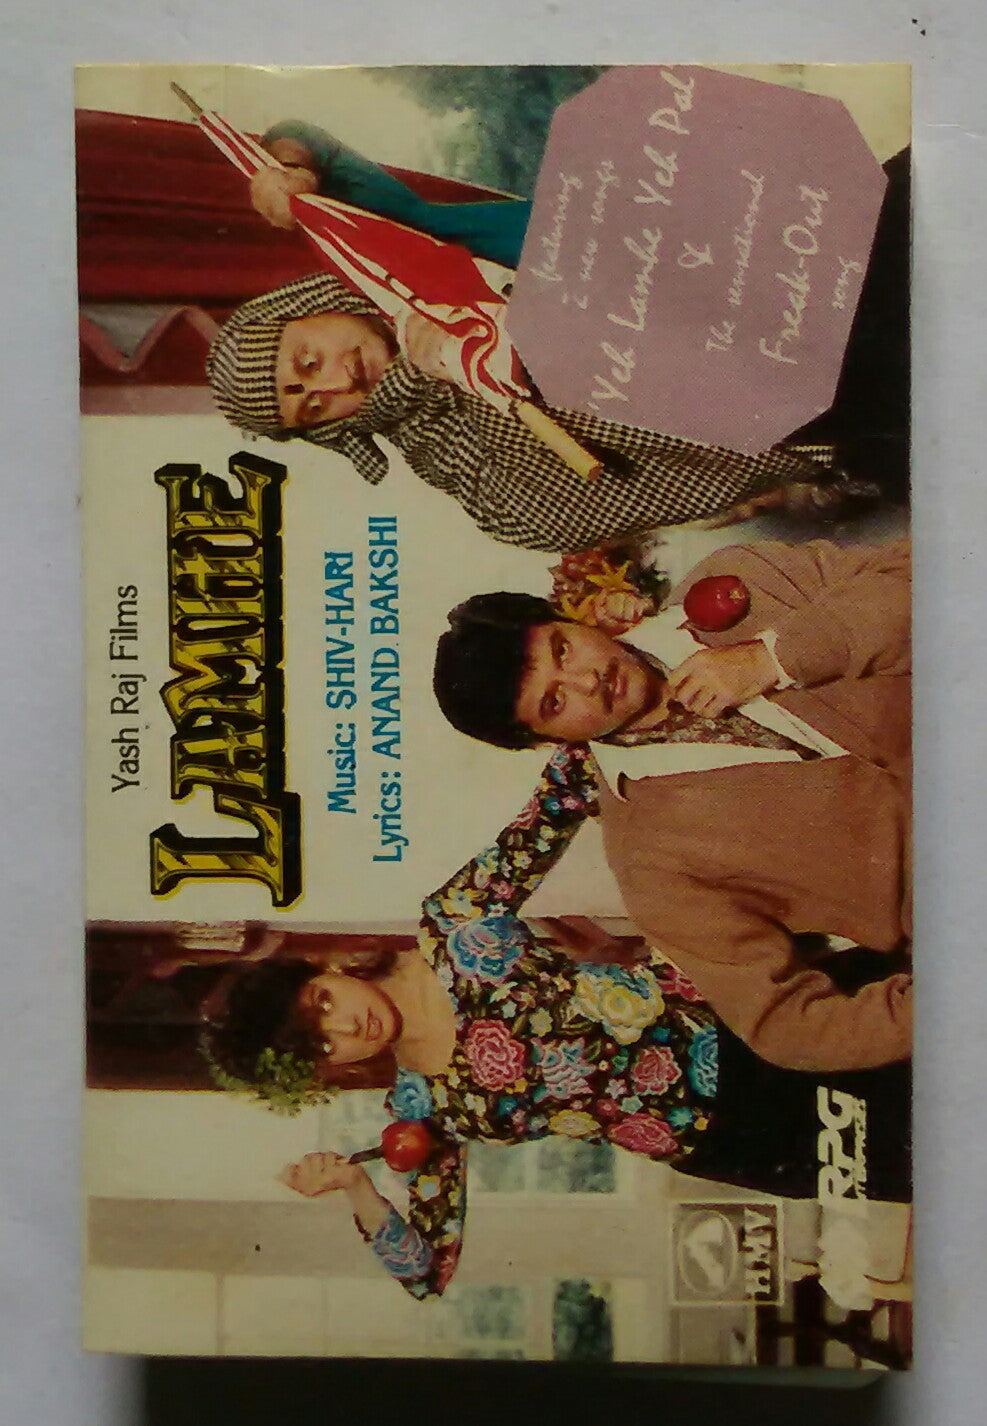 Yash Raj Films
LAMHE
Music: SHIV-HARI
Lyrics: ANAND BAKSHI
featuring
2 new songs
'Yeh Lamhe Yeh Pal'
&
The sensational
Freak-Out
song
HMV
RPG